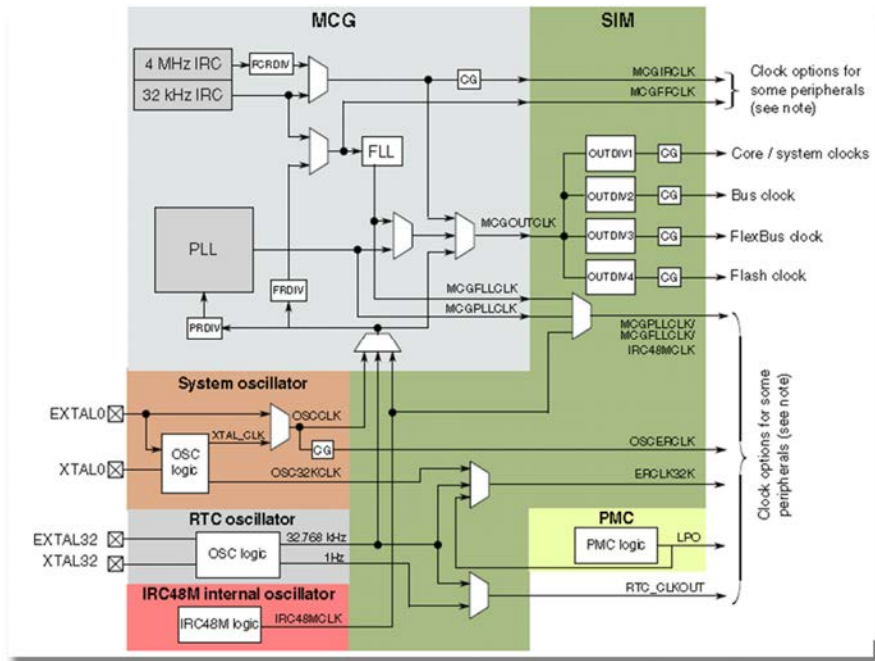 MCG
SIM
4 MHz IRC
FCRDIV
32 kHz IRC
CG
MCGIRCLK
MCGFFCLK
Clock options for
some peripherals
(see note)
FLL
OUTDIV1
CG
Core / system clocks
OUTDIV2
CG
Bus clock
PLL
MCGOUTCLK
OUTDIV3
CG
FlexBus clock
OUTDIV4
CG
Flash clock
FRDIV
MCGFLLCLK
MCGPLLCLK
PRDIV
MCGPLLCLK/
MCGFLLCLK/
IRC48MCLK
System oscillator
EXTAL0
OSCCLK
XTAL_CLK
OSC
logic
CG
OSCERCLK
XTAL0
OSC32KCLK
ERCLK32K
Clock options for some
peripherals (see note)
RTC oscillator
PMC
EXTAL32
32.768 kHz
OSC logic
PMC logic
LPO
XTAL32
1Hz
RTC_CLKOUT
IRC48M internal oscillator
IRC48M logic
IRC48MCLK